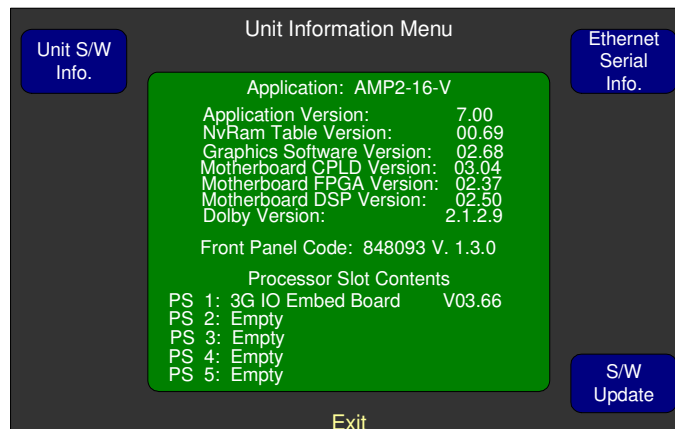 Unit Information Menu
Unit S/W
Info.
Ethernet
Serial
Info.
Application: AMP2-16-V
Application Version: 7.00
NvRam Table Version: 00.69
Graphics Software Version: 02.68
Motherboard CPLD Version: 03.04
Motherboard FPGA Version: 02.37
Motherboard DSP Version: 02.50
Dolby Version: 2.1.2.9
Front Panel Code: 848093 V. 1.3.0
Processor Slot Contents
PS 1: 3G IO Embed Board V03.66
PS 2: Empty
PS 3: Empty
PS 4: Empty
PS 5: Empty
S/W
Update
Exit